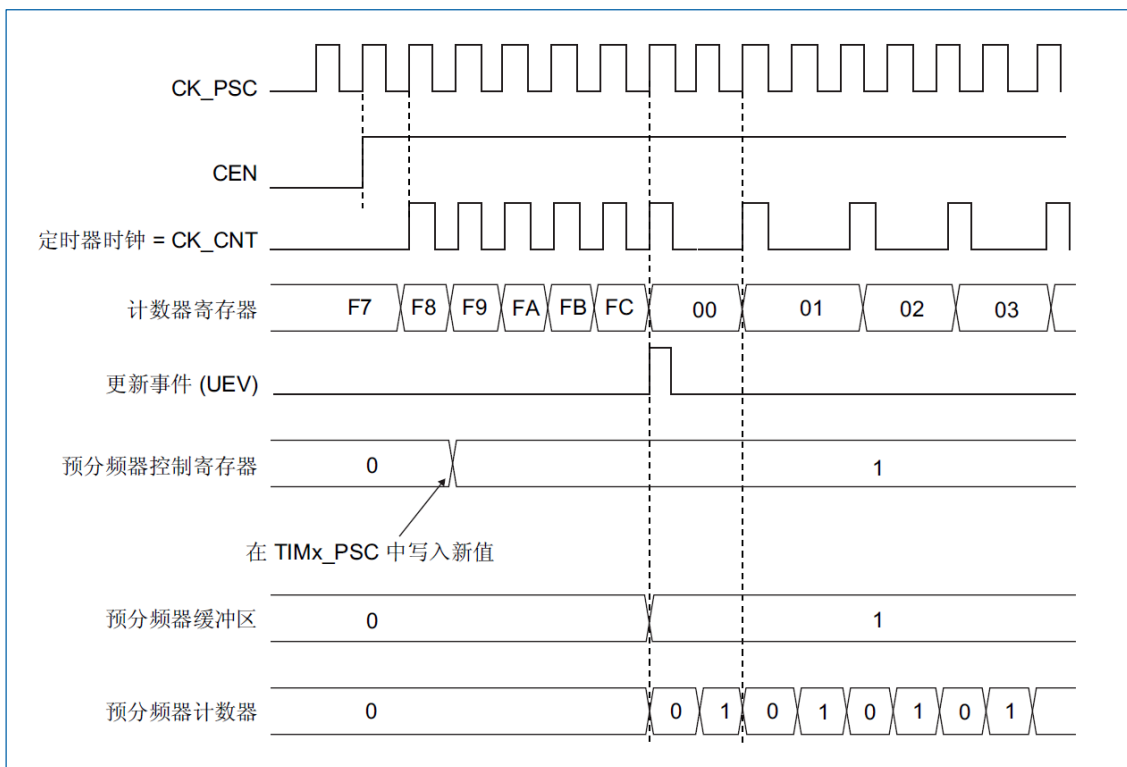 CK_PSC
CEN
定时器时钟 = CK_CNT
计数器寄存器 F7 F8 F9 FA FB FC 00 01 02 03
更新事件 (UEV)
预分频器控制寄存器 0 1
在 TIMx_PSC 中写入新值
预分频器缓冲区 0 1
预分频器计数器 0 0 1 0 1 0 1 0 1